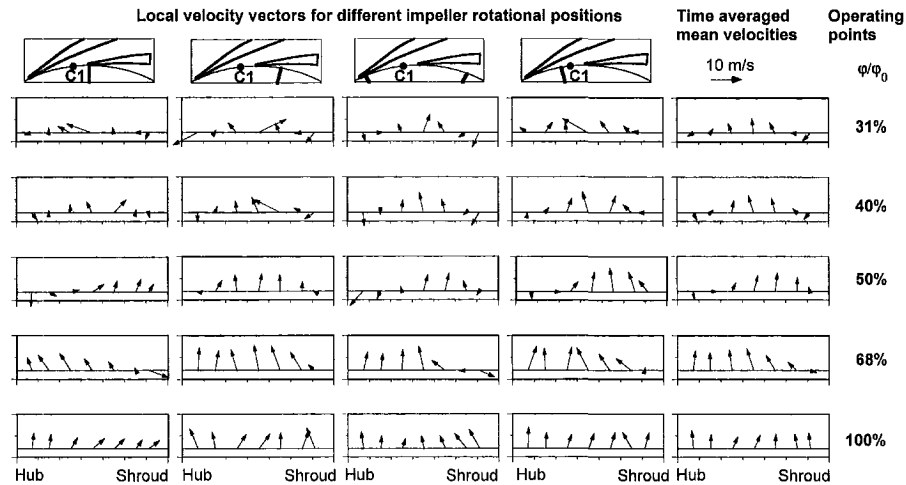 Local velocity vectors for different impeller rotational positions
Time averaged
mean velocities
Operating
points
C1
C1
C1
C1
10 m/s
φ/φ₀
31%
40%
50%
68%
100%
Hub Shroud Hub Shroud Hub Shroud Hub Shroud Hub Shroud